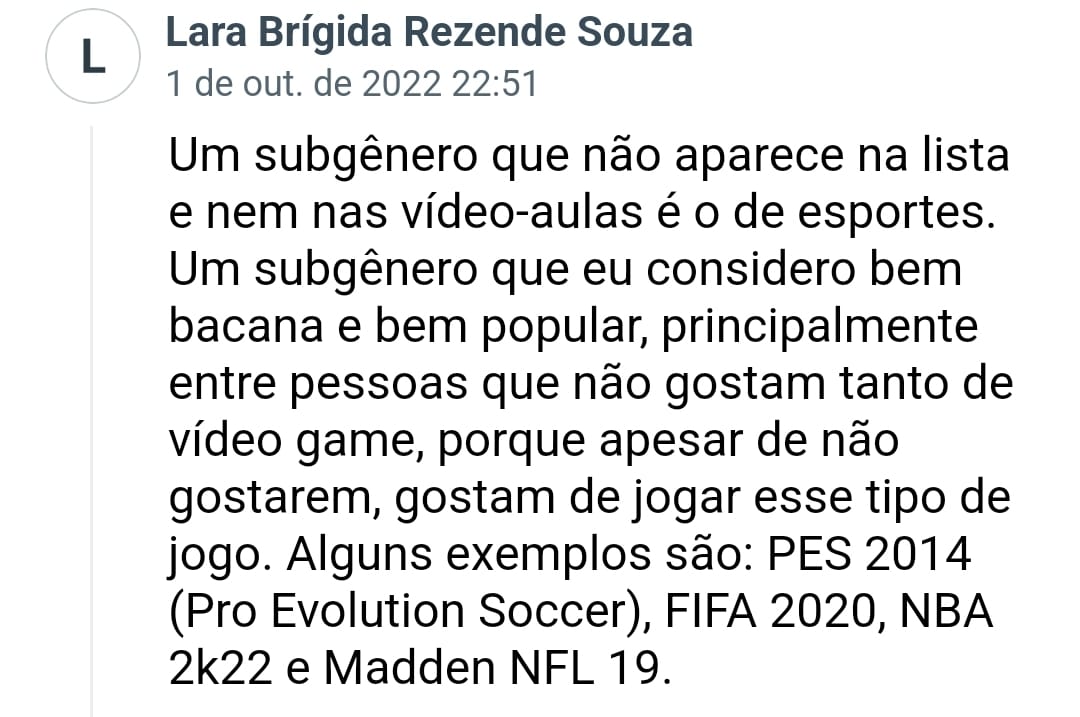 L
Lara Brígida Rezende Souza
1 de out. de 2022 22:51
Um subgênero que não aparece na lista
e nem nas vídeo-aulas é o de esportes.
Um subgênero que eu considero bem
bacana e bem popular, principalmente
entre pessoas que não gostam tanto de
vídeo game, porque apesar de não
gostarem, gostam de jogar esse tipo de
jogo. Alguns exemplos são: PES 2014
(Pro Evolution Soccer), FIFA 2020, NBA
2k22 e Madden NFL 19.